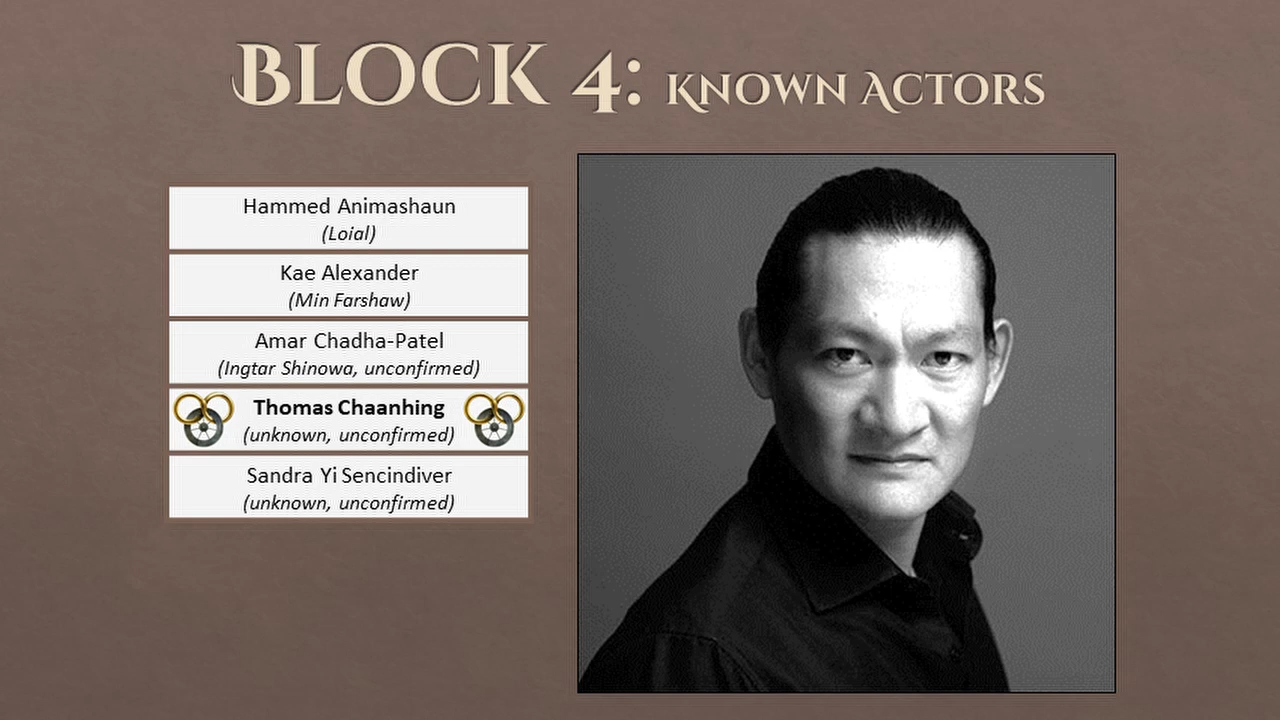 BLOCK 4: KNOWN ACTORS
Hammed Animashaun
(Loial)
Kae Alexander
(Min Farshaw)
Amar Chadha-Patel
(Ingtar Shinowa, unconfirmed)
Thomas Chaanhing
(unknown, unconfirmed)
Sandra Yi Sencindiver
(unknown, unconfirmed)